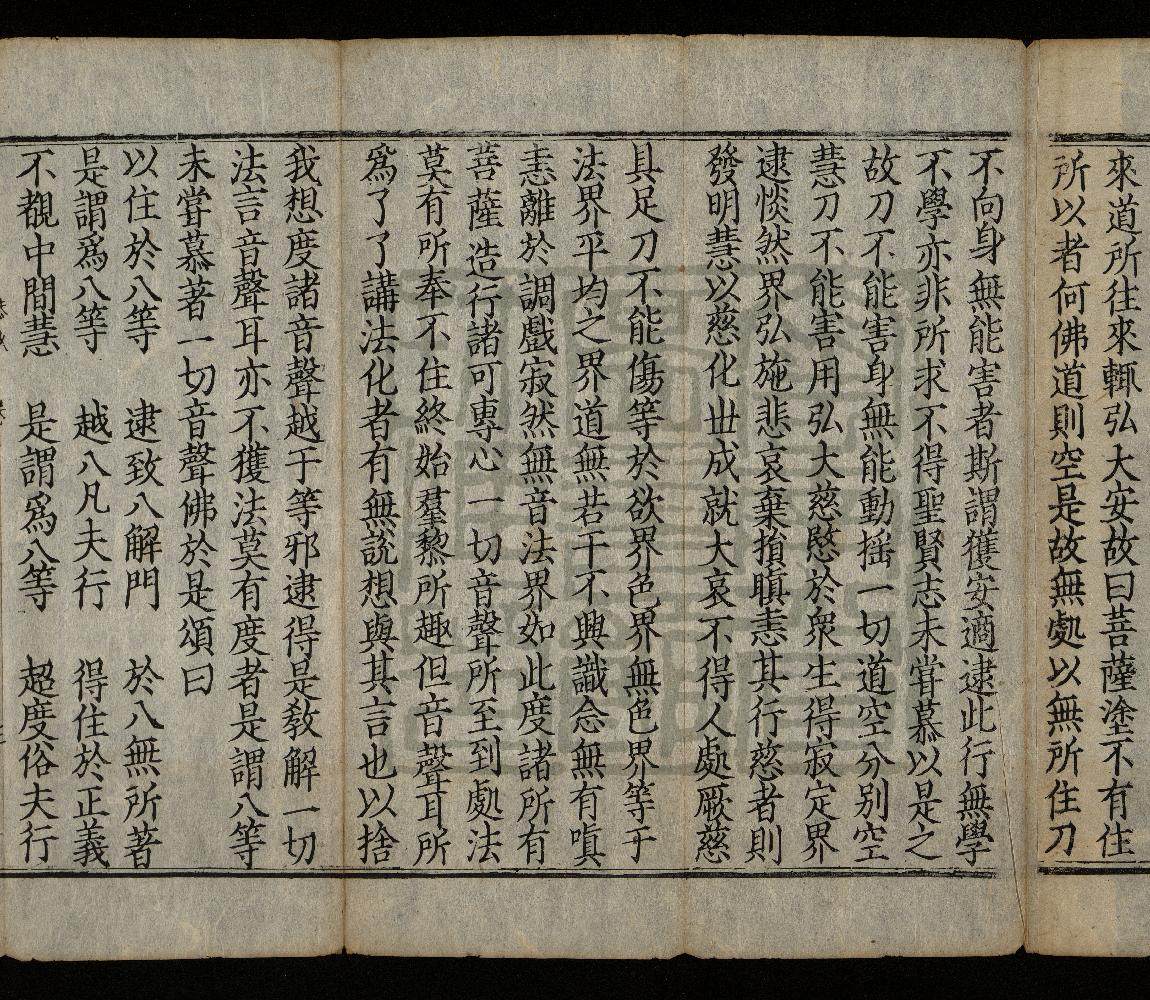 來道所往來輙弘大安故曰菩薩塗不有住
所以者何佛道則空是故無處以無所住刀
不向身無能害者斯謂獲安適逮此行無學
不學亦非所求不得聖賢志未甞慕以是之
故刀不能害身無能動揺一切道空分别空
慧刀不能害用弘大慈愍於衆生得寂定界
逮惔然界弘施悲哀棄損瞋恚其行慈者則
發明慧以慈化丗成就大哀不得人處厥慈
具足刀不能傷等於欲界色界無色界等于
法界平均之界道無若干不興識念無有嗔
恚離於調戲寂然無音法界如此度諸所有
菩薩造行諸可專心一切音聲所至到處法
莫有所奉不住終始羣黎所趣但音聲耳所
爲了了講法化者有無説想與其言也以捨
我想度諸音聲越于等邪逮得是教解一切
法言音聲耳亦不獲法莫有度者是謂八等
未甞慕著一切音聲佛於是頌曰
以住於八等　逮致八解門　於八無所著
是謂爲八等　越八凡夫行　得住於正義
不覩中間慧　是謂爲八等　超度俗夫行